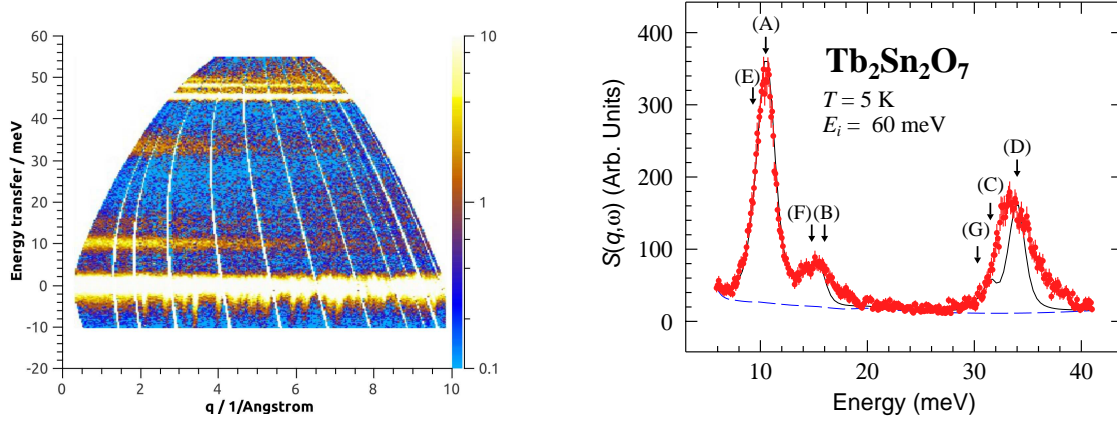 60
50
40
30
20
10
0
-10
-20
Energy transfer / meV
0
2
4
6
8
10
q / 1/Angstrom
10
1
0.1
400
300
200
100
0
S(q,ω) (Arb. Units)
(A)
(E)
Tb₂Sn₂O₇
T = 5 K
Eᵢ = 60 meV
(D)
(C)
(F) (B)
(G)
10
20
30
40
Energy (meV)